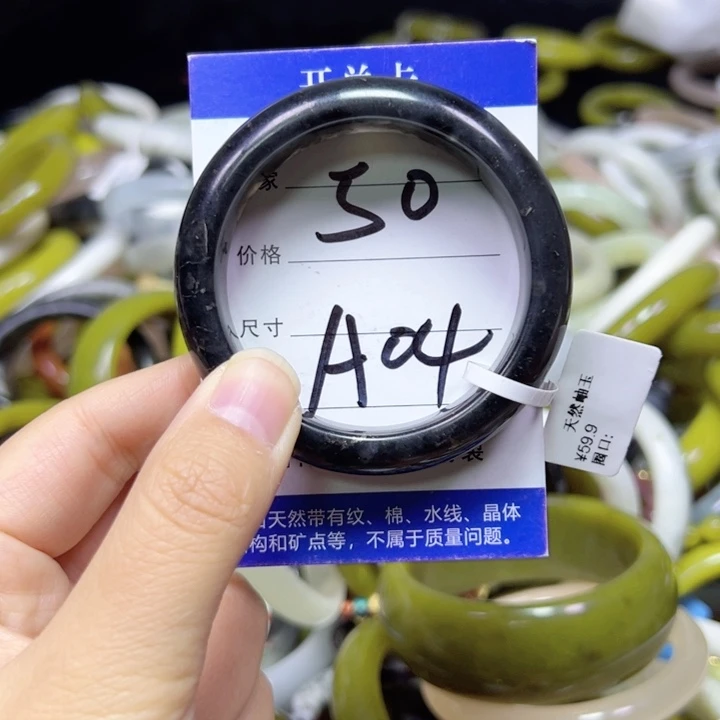 开单卡
家 50
价格
尺寸 A04
天然岫玉
¥59.9
圈口:
天然带有纹、棉、水线、晶体
构和矿点等，不属于质量问题。